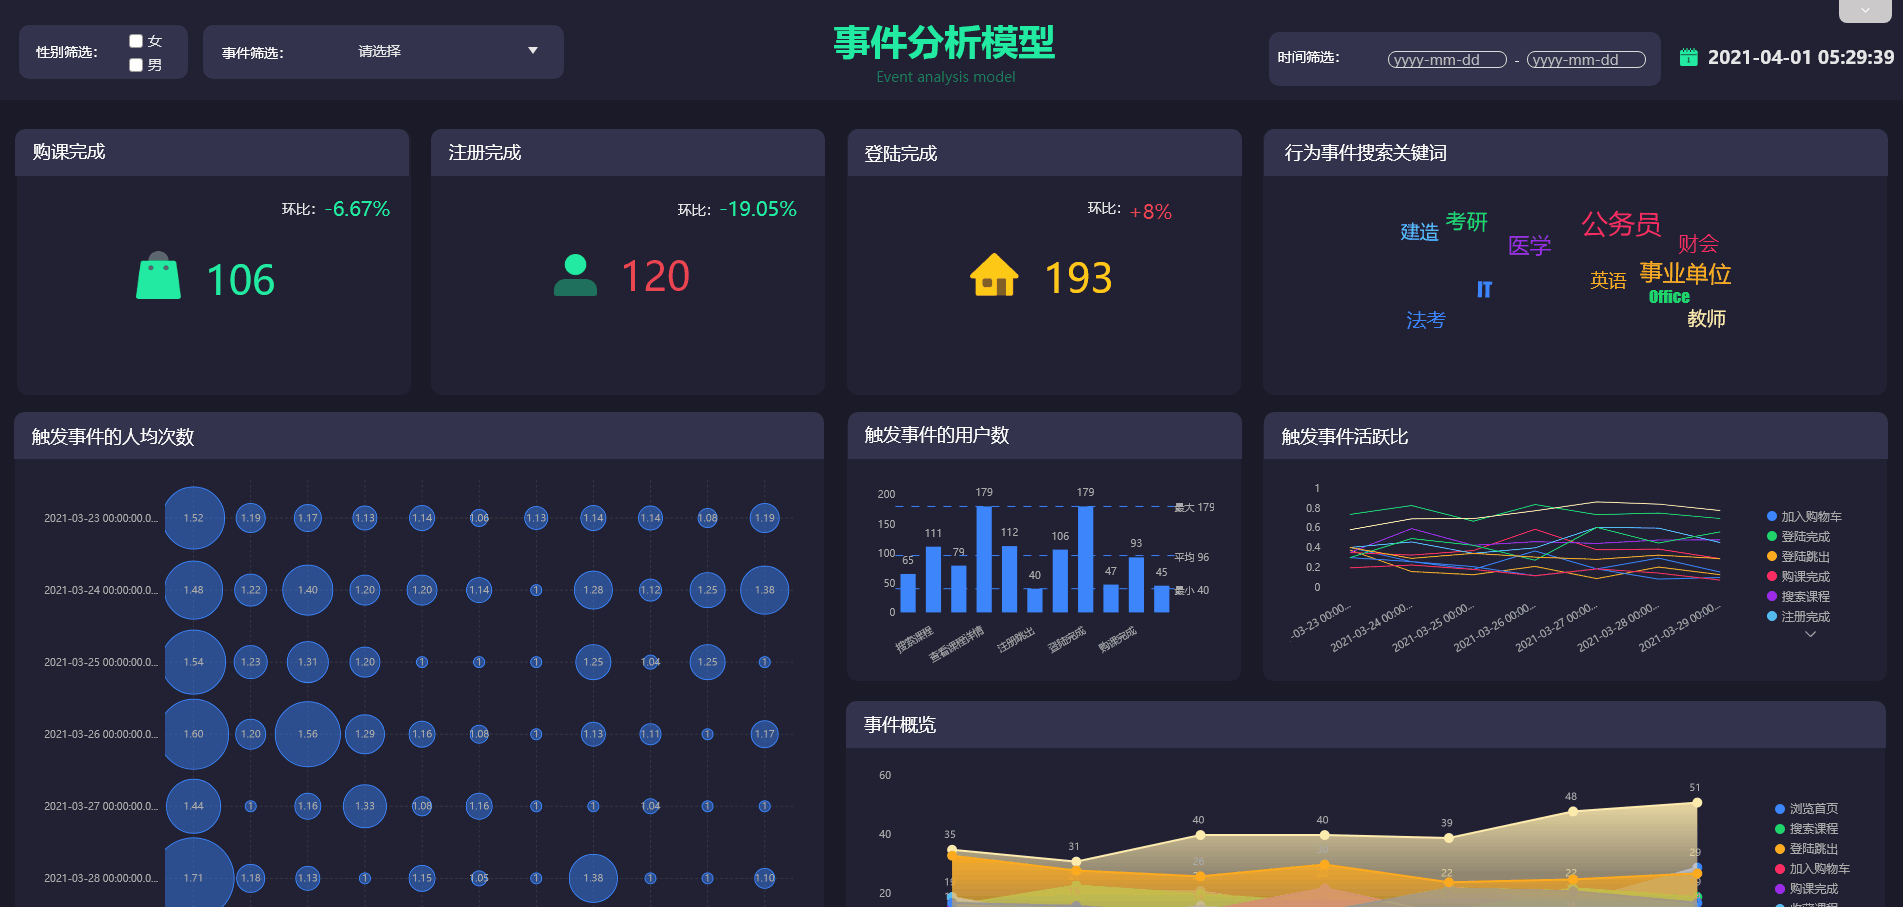 性别筛选：
女
男
事件筛选：
请选择
事件分析模型
Event analysis model
时间筛选：
yyyy-mm-dd - yyyy-mm-dd
2021-04-01 05:29:39
购课完成
环比：-6.67%
106
注册完成
环比：-19.05%
120
登陆完成
环比：+8%
193
行为事件搜索关键词
建造
考研
医学
公务员
财会
事业单位
英语
Office
IT
法考
教师
触发事件的人均次数
2021-03-23 00:00:00.0... 1.52 1.19 1.17 1.13 1.14 1.06 1.13 1.14 1.14 1.08 1.19
2021-03-24 00:00:00.0... 1.48 1.22 1.40 1.20 1.20 1.14 1 1.28 1.12 1.25 1.38
2021-03-25 00:00:00.0... 1.54 1.23 1.31 1.20 1 1 1 1.25 1.04 1.25 1
2021-03-26 00:00:00.0... 1.60 1.20 1.56 1.29 1.16 1.08 1 1.13 1.11 1 1.17
2021-03-27 00:00:00.0... 1.44 1 1.16 1.33 1.08 1.16 1 1 1.04 1 1
2021-03-28 00:00:00.0... 1.71 1.18 1.13 1 1.15 1.05 1 1.38 1 1 1.10
触发事件的用户数
200
150
100
50
0
65 111 79 179 112 40 106 179 47 93 45
最大 179
平均 96
最小 40
搜索课程 查看课程详情 注册跳出 登陆完成 购课完成
触发事件活跃比
1
0.8
0.6
0.4
0.2
0
-03-23 00:00... 2021-03-24 00:00... 2021-03-25 00:00... 2021-03-26 00:00... 2021-03-27 00:00... 2021-03-28 00:00... 2021-03-29 00:00...
加入购物车
登陆完成
登陆跳出
购课完成
搜索课程
注册完成
事件概览
60
40
20
35 31 40 40 39 48 51
26 22 22 29
浏览首页
搜索课程
登陆跳出
加入购物车
购课完成